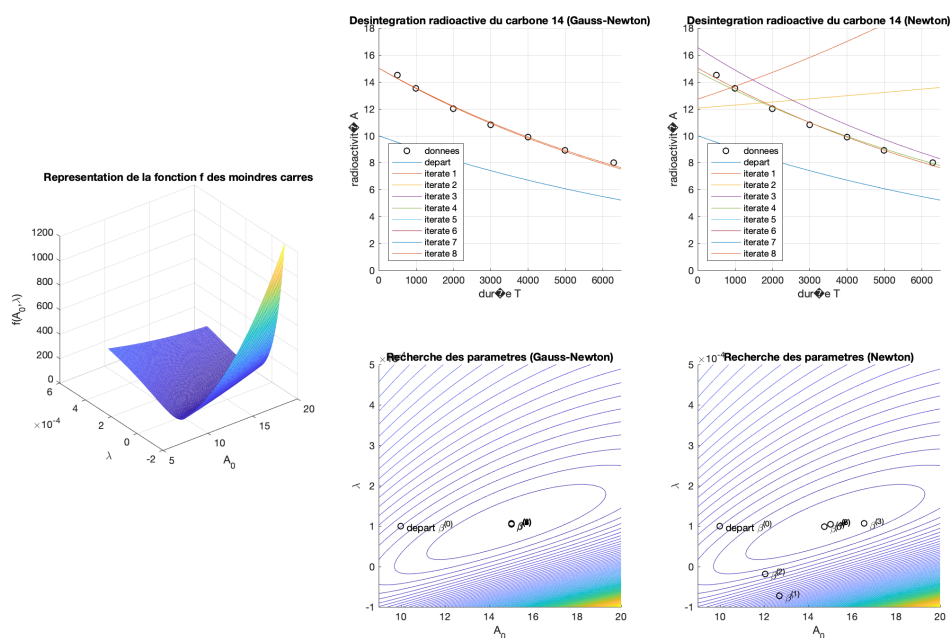 Representation de la fonction f des moindres carres
1200
1000
800
600
400
200
0
f(A0,λ)
6
4
2
0
-2
×10-4
λ
5
10
15
20
A0
Desintegration radioactive du carbone 14 (Gauss-Newton)
18
16
14
12
10
8
6
4
2
0
radioactivit� A
donnees
depart
iterate 1
iterate 2
iterate 3
iterate 4
iterate 5
iterate 6
iterate 7
iterate 8
0 1000 2000 3000 4000 5000 6000
dur�e T
Desintegration radioactive du carbone 14 (Newton)
18
16
14
12
10
8
6
4
2
0
radioactivit� A
donnees
depart
iterate 1
iterate 2
iterate 3
iterate 4
iterate 5
iterate 6
iterate 7
iterate 8
0 1000 2000 3000 4000 5000 6000
dur�e T
Recherche des parametres (Gauss-Newton)
5
4
3
2
1
0
-1
λ
depart β(0)
10 12 14 16 18 20
A0
×10-4
Recherche des parametres (Newton)
5
4
3
2
1
0
-1
λ
depart β(0)
β(3)
β(2)
β(1)
10 12 14 16 18 20
A0